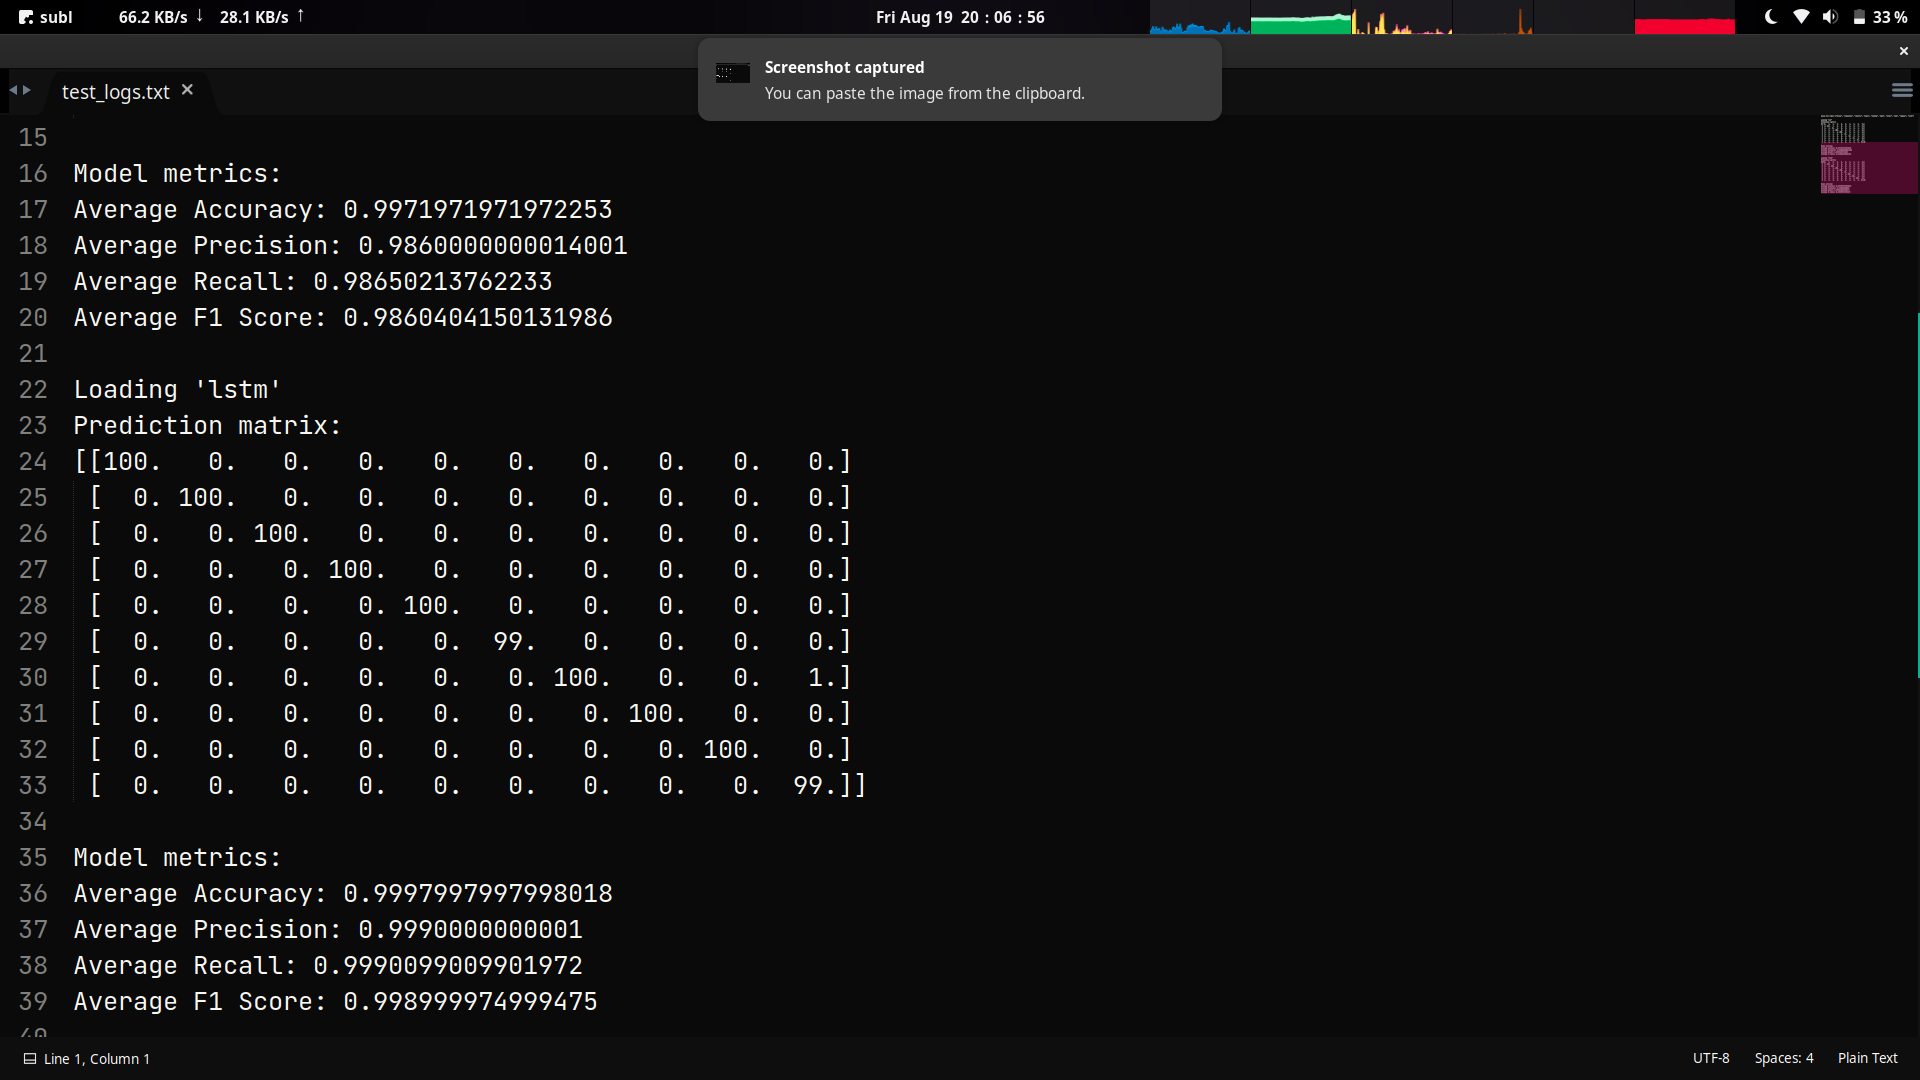 subl 66.2 KB/s ↓ 28.1 KB/s ↑ Fri Aug 19 20 : 06 : 56 33 %
Screenshot captured
You can paste the image from the clipboard.
test_logs.txt
15
16 Model metrics:
17 Average Accuracy: 0.9971971971972253
18 Average Precision: 0.9860000000014001
19 Average Recall: 0.98650213762233
20 Average F1 Score: 0.9860404150131986
21
22 Loading 'lstm'
23 Prediction matrix:
24 [[100.   0.   0.   0.   0.   0.   0.   0.   0.   0.]
25 [  0. 100.   0.   0.   0.   0.   0.   0.   0.   0.]
26 [  0.   0. 100.   0.   0.   0.   0.   0.   0.   0.]
27 [  0.   0.   0. 100.   0.   0.   0.   0.   0.   0.]
28 [  0.   0.   0.   0. 100.   0.   0.   0.   0.   0.]
29 [  0.   0.   0.   0.   0.  99.   0.   0.   0.   0.]
30 [  0.   0.   0.   0.   0.   0. 100.   0.   0.   1.]
31 [  0.   0.   0.   0.   0.   0.   0. 100.   0.   0.]
32 [  0.   0.   0.   0.   0.   0.   0.   0. 100.   0.]
33 [  0.   0.   0.   0.   0.   0.   0.   0.   0.  99.]]
34
35 Model metrics:
36 Average Accuracy: 0.9997997997998018
37 Average Precision: 0.9990000000001
38 Average Recall: 0.9990099009901972
39 Average F1 Score: 0.998999974999475
40
Line 1, Column 1 UTF-8 Spaces: 4 Plain Text